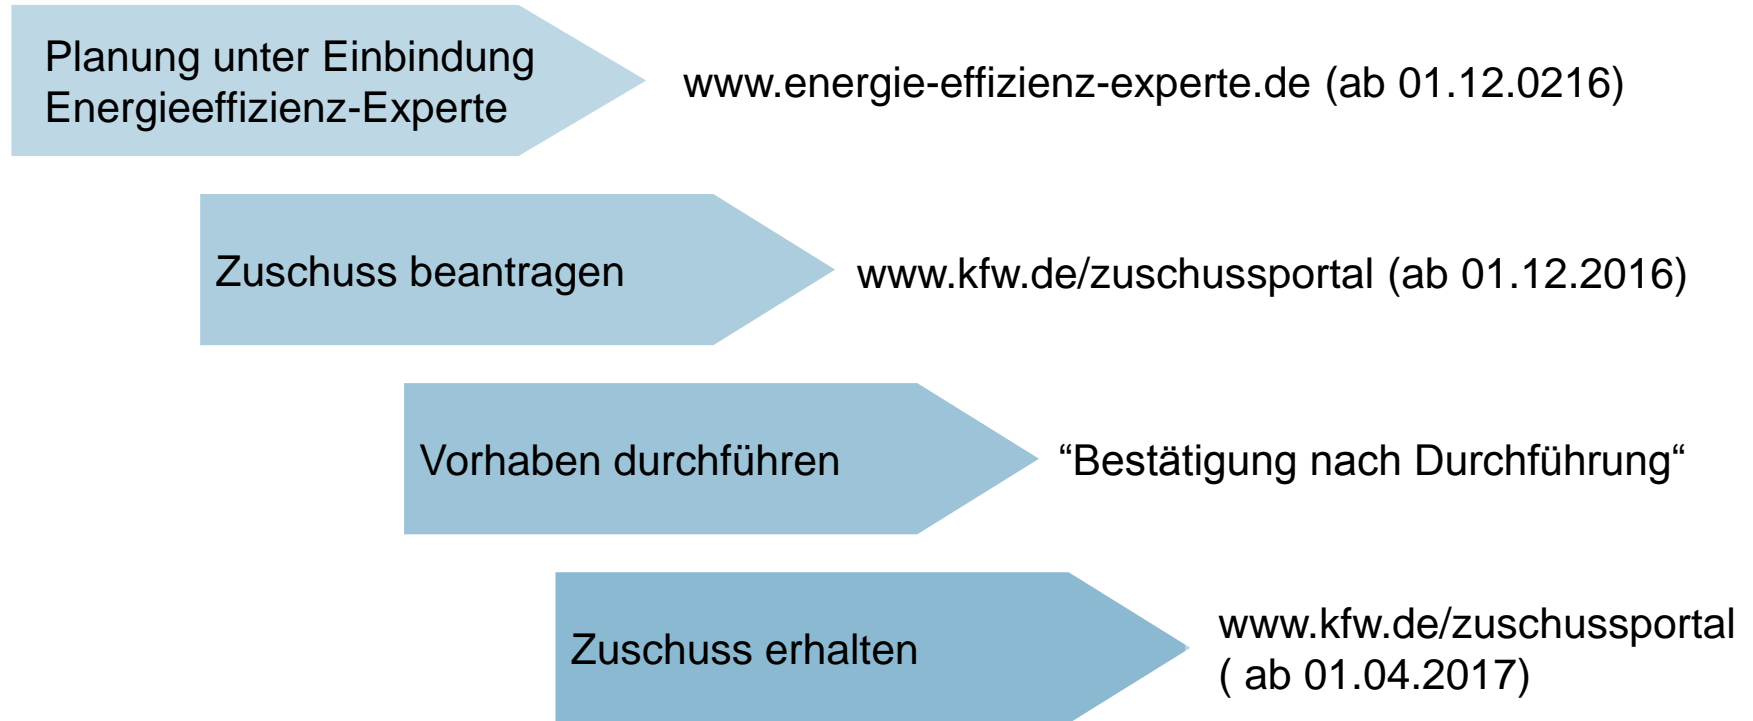 Planung unter Einbindung
Energieeffizienz-Experte
www.energie-effizienz-experte.de (ab 01.12.0216)
Zuschuss beantragen
www.kfw.de/zuschussportal (ab 01.12.2016)
Vorhaben durchführen
“Bestätigung nach Durchführung“
Zuschuss erhalten
www.kfw.de/zuschussportal
( ab 01.04.2017)